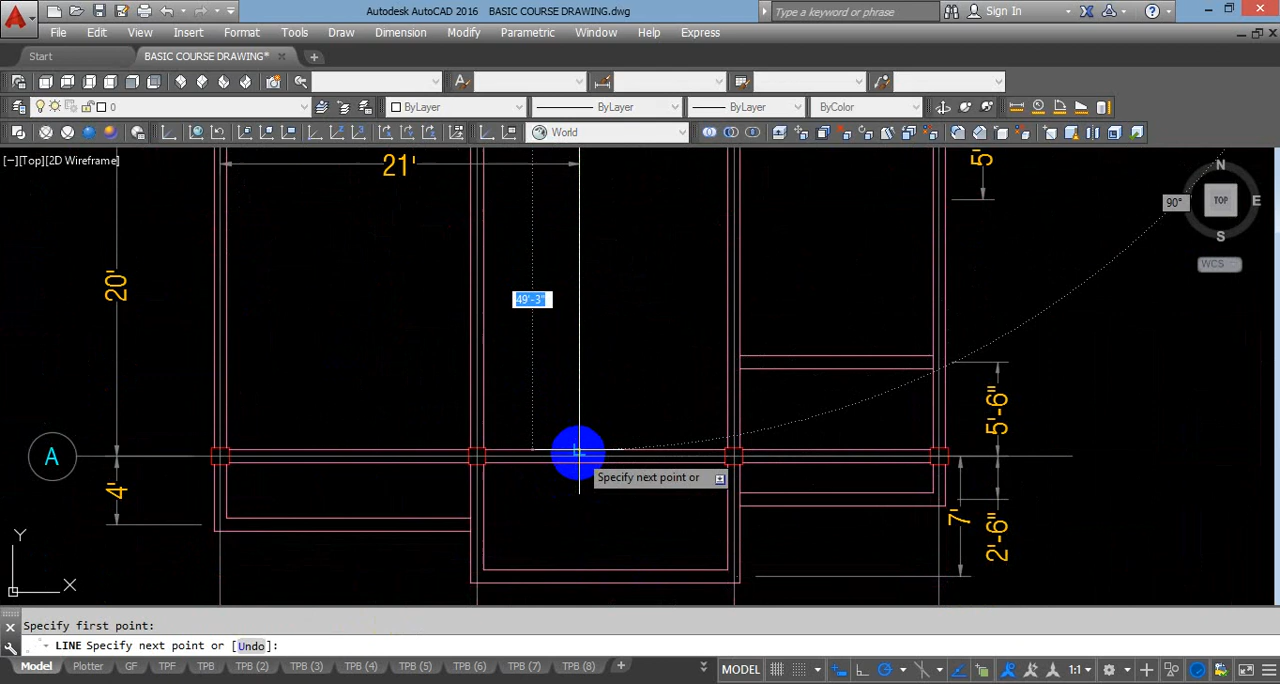 Autodesk AutoCAD 2016 BASIC COURSE DRAWING.dwg
Type a keyword or phrase
Sign In
File Edit View Insert Format Tools Draw Dimension Modify Parametric Window Help Express
Start
BASIC COURSE DRAWING*
0
ByLayer
ByLayer
ByLayer
ByColor
World
[−][Top][2D Wireframe]
21'
5'
N
90°
TOP
E
S
WCS
20'
49'-3"
5'-6"
A
Specify next point or
4'
7'
2'-6"
Y
X
Specify first point:
LINE Specify next point or [Undo]:
Model Plotter GF TPF TPB TPB (2) TPB (3) TPB (4) TPB (5) TPB (6) TPB (7) TPB (8)
MODEL
1:1